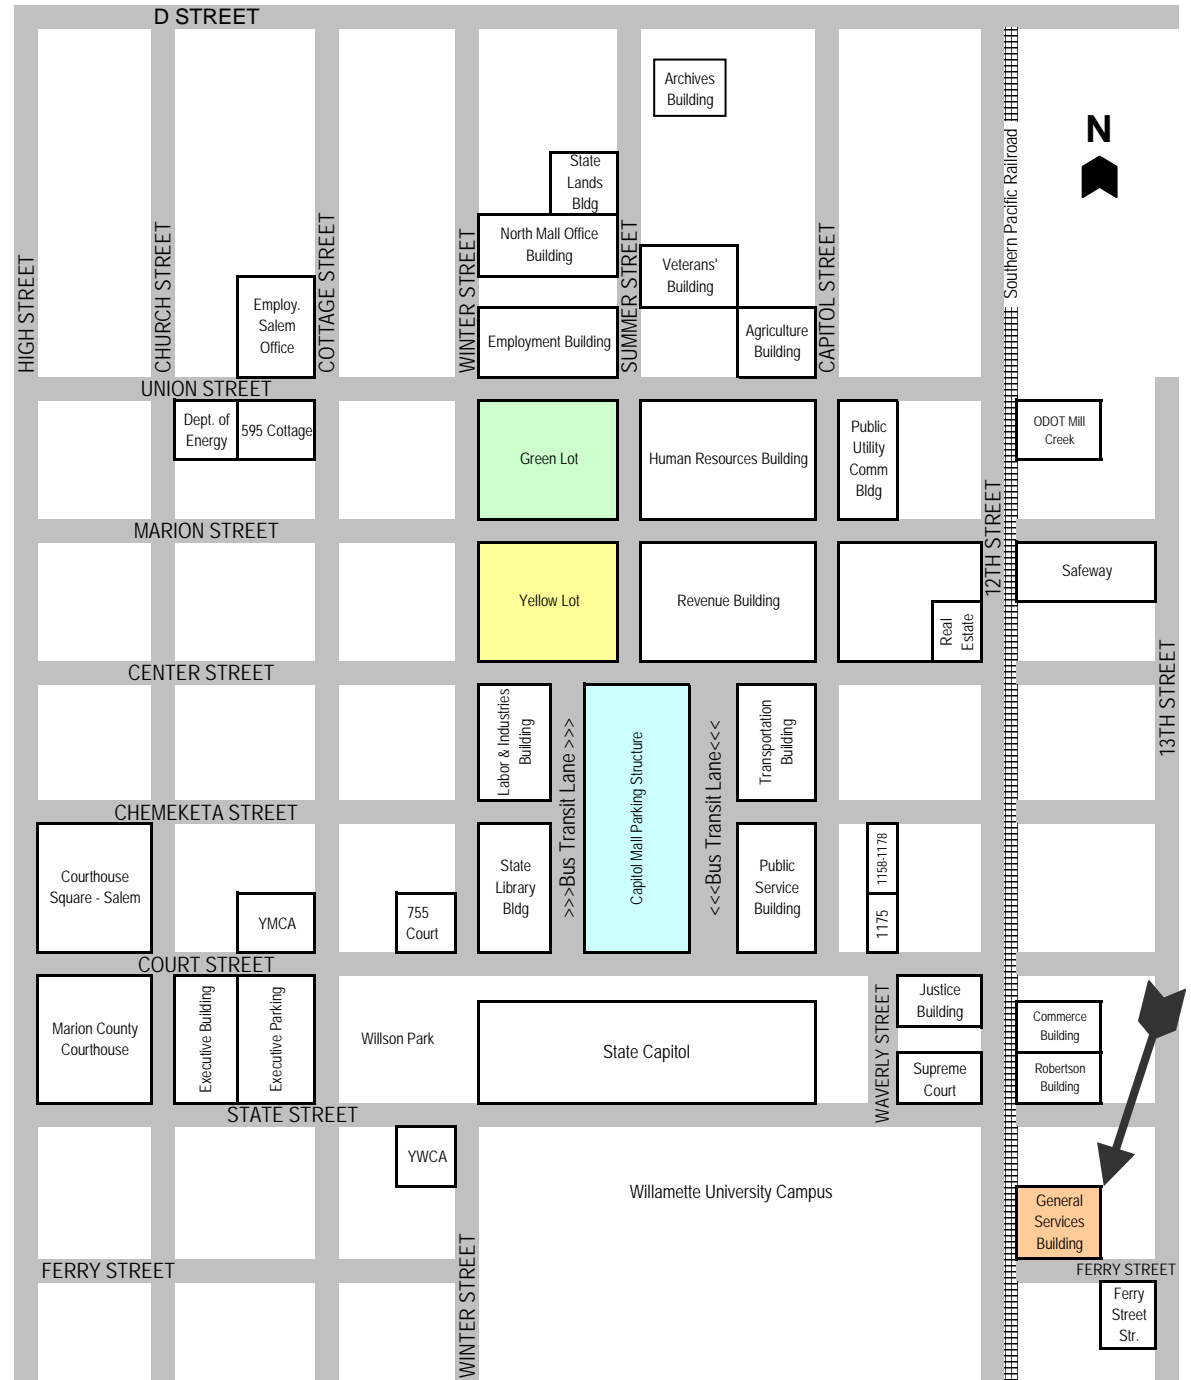 D STREET
Archives
Building
N
Southern Pacific Railroad
State
Lands
Bldg
North Mall Office
Building
Veterans'
Building
HIGH STREET
CHURCH STREET
COTTAGE STREET
WINTER STREET
SUMMER STREET
CAPITOL STREET
Employ.
Salem
Office
Employment Building
Agriculture
Building
UNION STREET
Dept. of
Energy
595 Cottage
Green Lot
Human Resources Building
Public
Utility
Comm
Bldg
ODOT Mill
Creek
12TH STREET
MARION STREET
Yellow Lot
Revenue Building
Real
Estate
Safeway
CENTER STREET
13TH STREET
Labor & Industries
Building
>>>Bus Transit Lane >>>
Capitol Mall Parking Structure
<<<Bus Transit Lane<<<
Transportation
Building
CHEMEKETA STREET
Courthouse
Square - Salem
YMCA
755
Court
State
Library
Bldg
Public
Service
Building
1158-1178
1175
COURT STREET
Marion County
Courthouse
Executive Building
Executive Parking
Willson Park
State Capitol
WAVERLY STREET
Justice
Building
Supreme
Court
Commerce
Building
Robertson
Building
STATE STREET
YWCA
Willamette University Campus
General
Services
Building
WINTER STREET
FERRY STREET
FERRY STREET
Ferry
Street
Str.